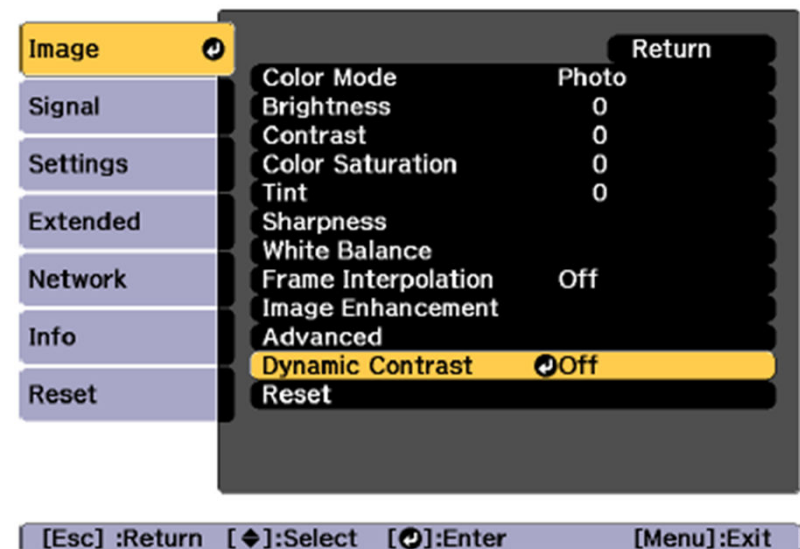 Image
Signal
Settings
Extended
Network
Info
Reset
Return
Color Mode Photo
Brightness 0
Contrast 0
Color Saturation 0
Tint 0
Sharpness
White Balance
Frame Interpolation Off
Image Enhancement
Advanced
Dynamic Contrast Off
Reset
[Esc] :Return [◆]:Select [↵]:Enter [Menu]:Exit